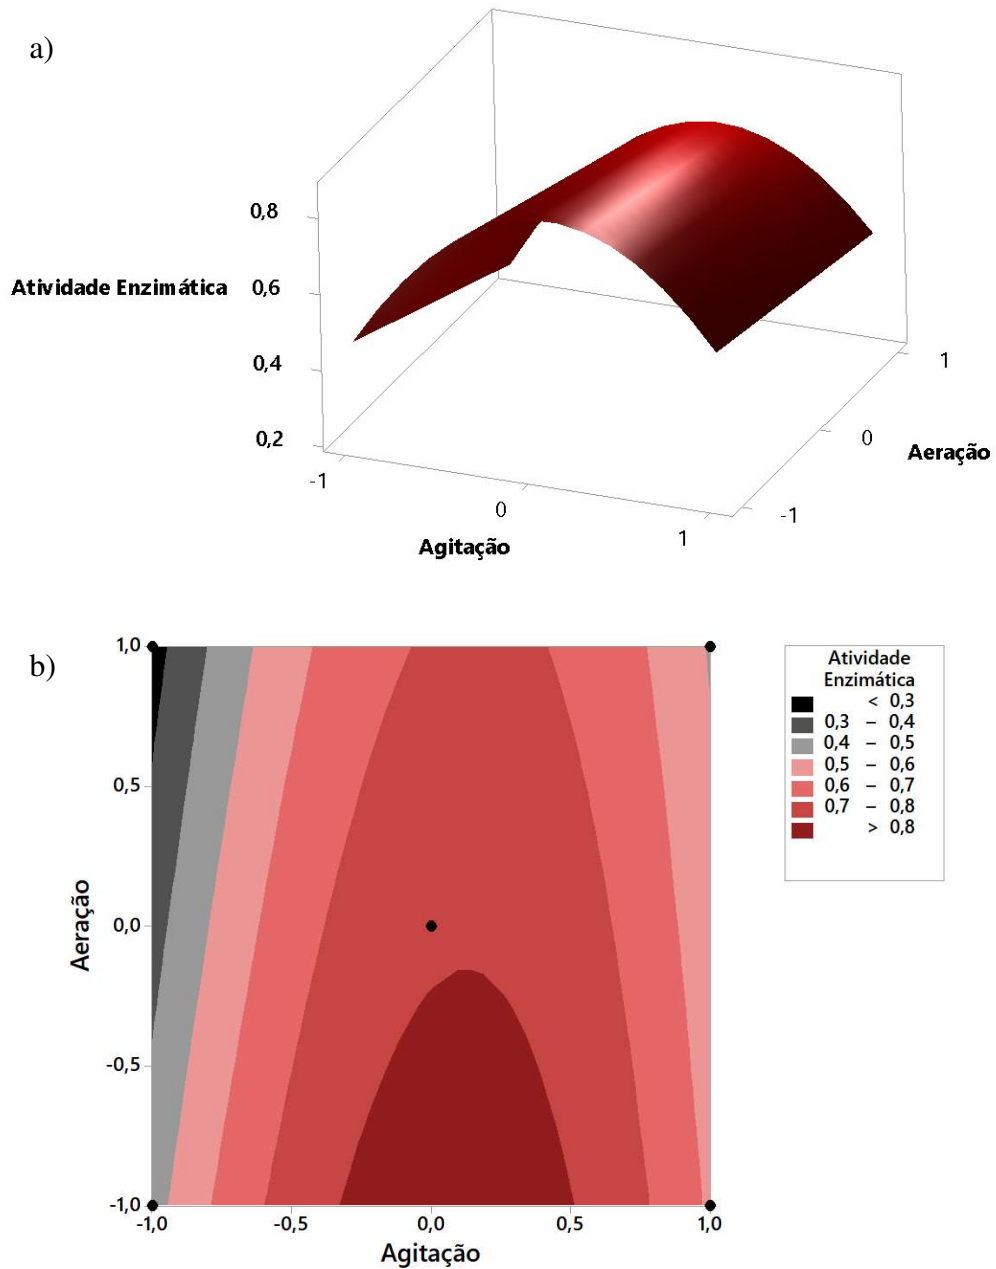 a)
0,8
Atividade Enzimática
0,6
0,4
0,2
-1
0
1
Agitação
-1
0
1
Aeração
b)
1,0
0,5
0,0
-0,5
-1,0
Aeração
-1,0
-0,5
0,0
0,5
1,0
Agitação
Atividade
Enzimática
< 0,3
0,3 – 0,4
0,4 – 0,5
0,5 – 0,6
0,6 – 0,7
0,7 – 0,8
> 0,8